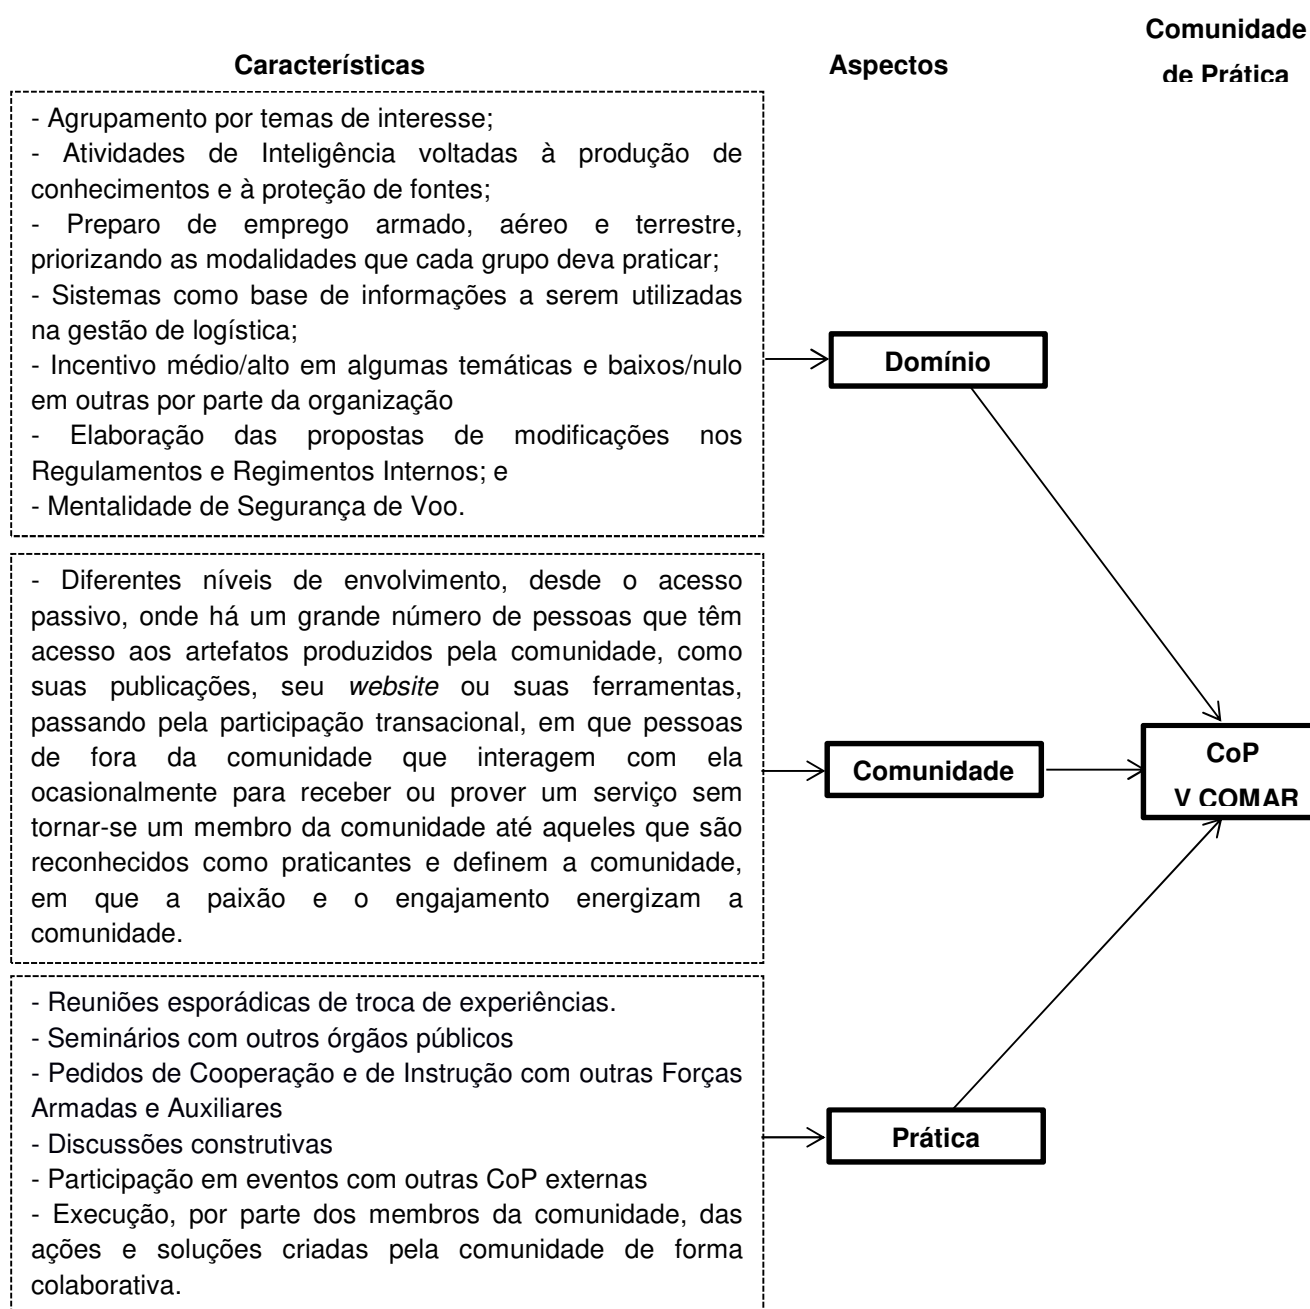 Comunidade
de Prática
Características
Aspectos
- Agrupamento por temas de interesse;
- Atividades de Inteligência voltadas à produção de
conhecimentos e à proteção de fontes;
- Preparo de emprego armado, aéreo e terrestre,
priorizando as modalidades que cada grupo deva praticar;
- Sistemas como base de informações a serem utilizadas
na gestão de logística;
- Incentivo médio/alto em algumas temáticas e baixos/nulo
em outras por parte da organização
- Elaboração das propostas de modificações nos
Regulamentos e Regimentos Internos; e
- Mentalidade de Segurança de Voo.
Domínio
- Diferentes níveis de envolvimento, desde o acesso
passivo, onde há um grande número de pessoas que têm
acesso aos artefatos produzidos pela comunidade, como
suas publicações, seu website ou suas ferramentas,
passando pela participação transacional, em que pessoas
de fora da comunidade que interagem com ela
ocasionalmente para receber ou prover um serviço sem
tornar-se um membro da comunidade até aqueles que são
reconhecidos como praticantes e definem a comunidade,
em que a paixão e o engajamento energizam a
comunidade.
Comunidade
CoP
V COMAR
- Reuniões esporádicas de troca de experiências.
- Seminários com outros órgãos públicos
- Pedidos de Cooperação e de Instrução com outras Forças
Armadas e Auxiliares
- Discussões construtivas
- Participação em eventos com outras CoP externas
- Execução, por parte dos membros da comunidade, das
ações e soluções criadas pela comunidade de forma
colaborativa.
Prática